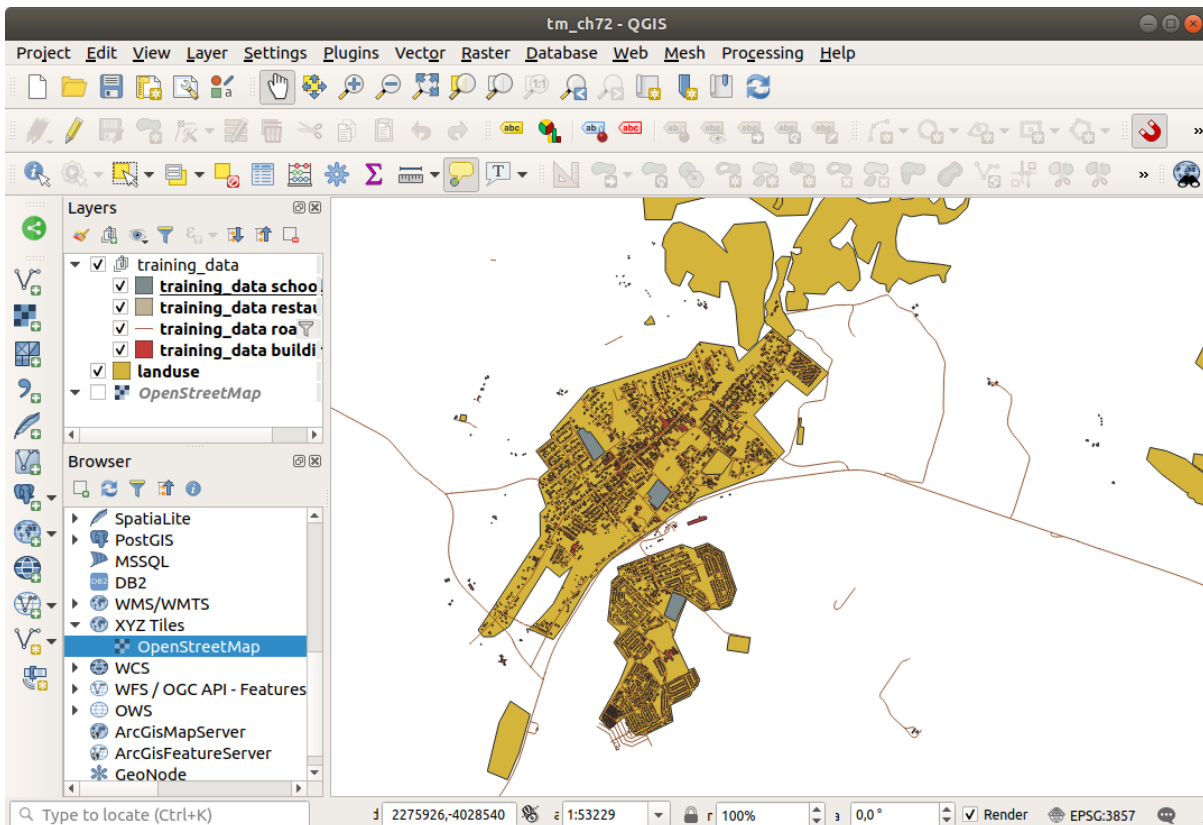 tm_ch72 - QGIS
Project Edit View Layer Settings Plugins Vector Raster Database Web Mesh Processing Help
Layers
training_data
training_data schoo
training_data restau
training_data roa
training_data buildi
landuse
OpenStreetMap
Browser
SpatiaLite
PostGIS
MSSQL
DB2
WMS/WMTS
XYZ Tiles
OpenStreetMap
WCS
WFS / OGC API - Features
OWS
ArcGisMapServer
ArcGisFeatureServer
GeoNode
Type to locate (Ctrl+K) 2275926,-4028540 1:53229 100% 0,0 ° Render EPSG:3857